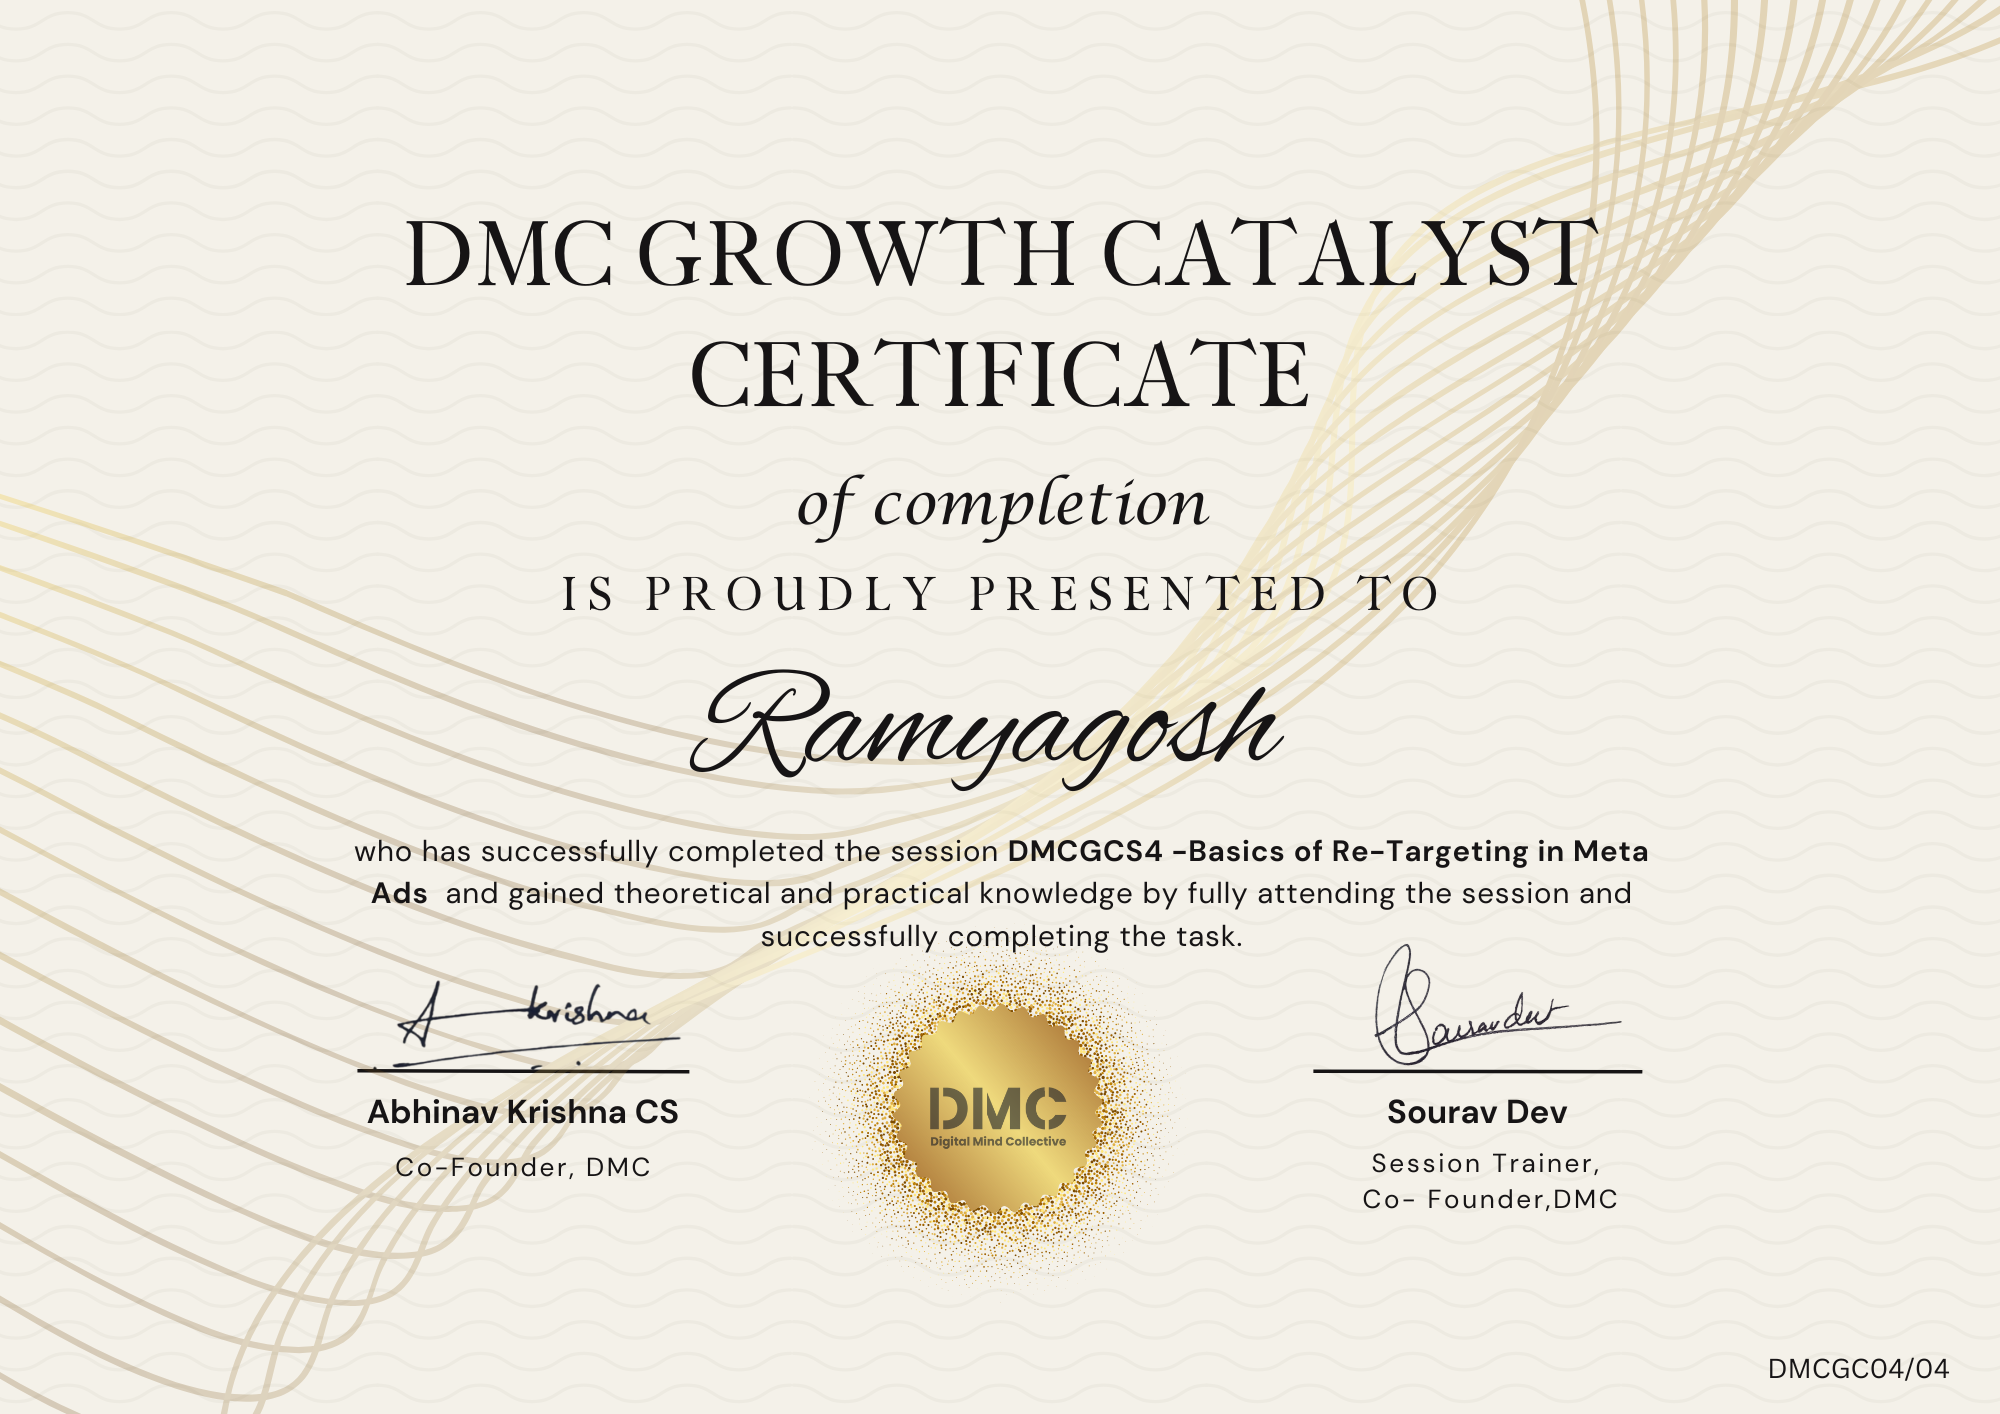 DMC GROWTH CATALYST
CERTIFICATE
of completion
IS PROUDLY PRESENTED TO
Ramyagosh
who has successfully completed the session DMCGCS4 -Basics of Re-Targeting in Meta
Ads and gained theoretical and practical knowledge by fully attending the session and
successfully completing the task.
A krishna
Souravdev
Abhinav Krishna CS
Co-Founder, DMC
DMC
Digital Mind Collective
Sourav Dev
Session Trainer,
Co- Founder,DMC
DMCGC04/04